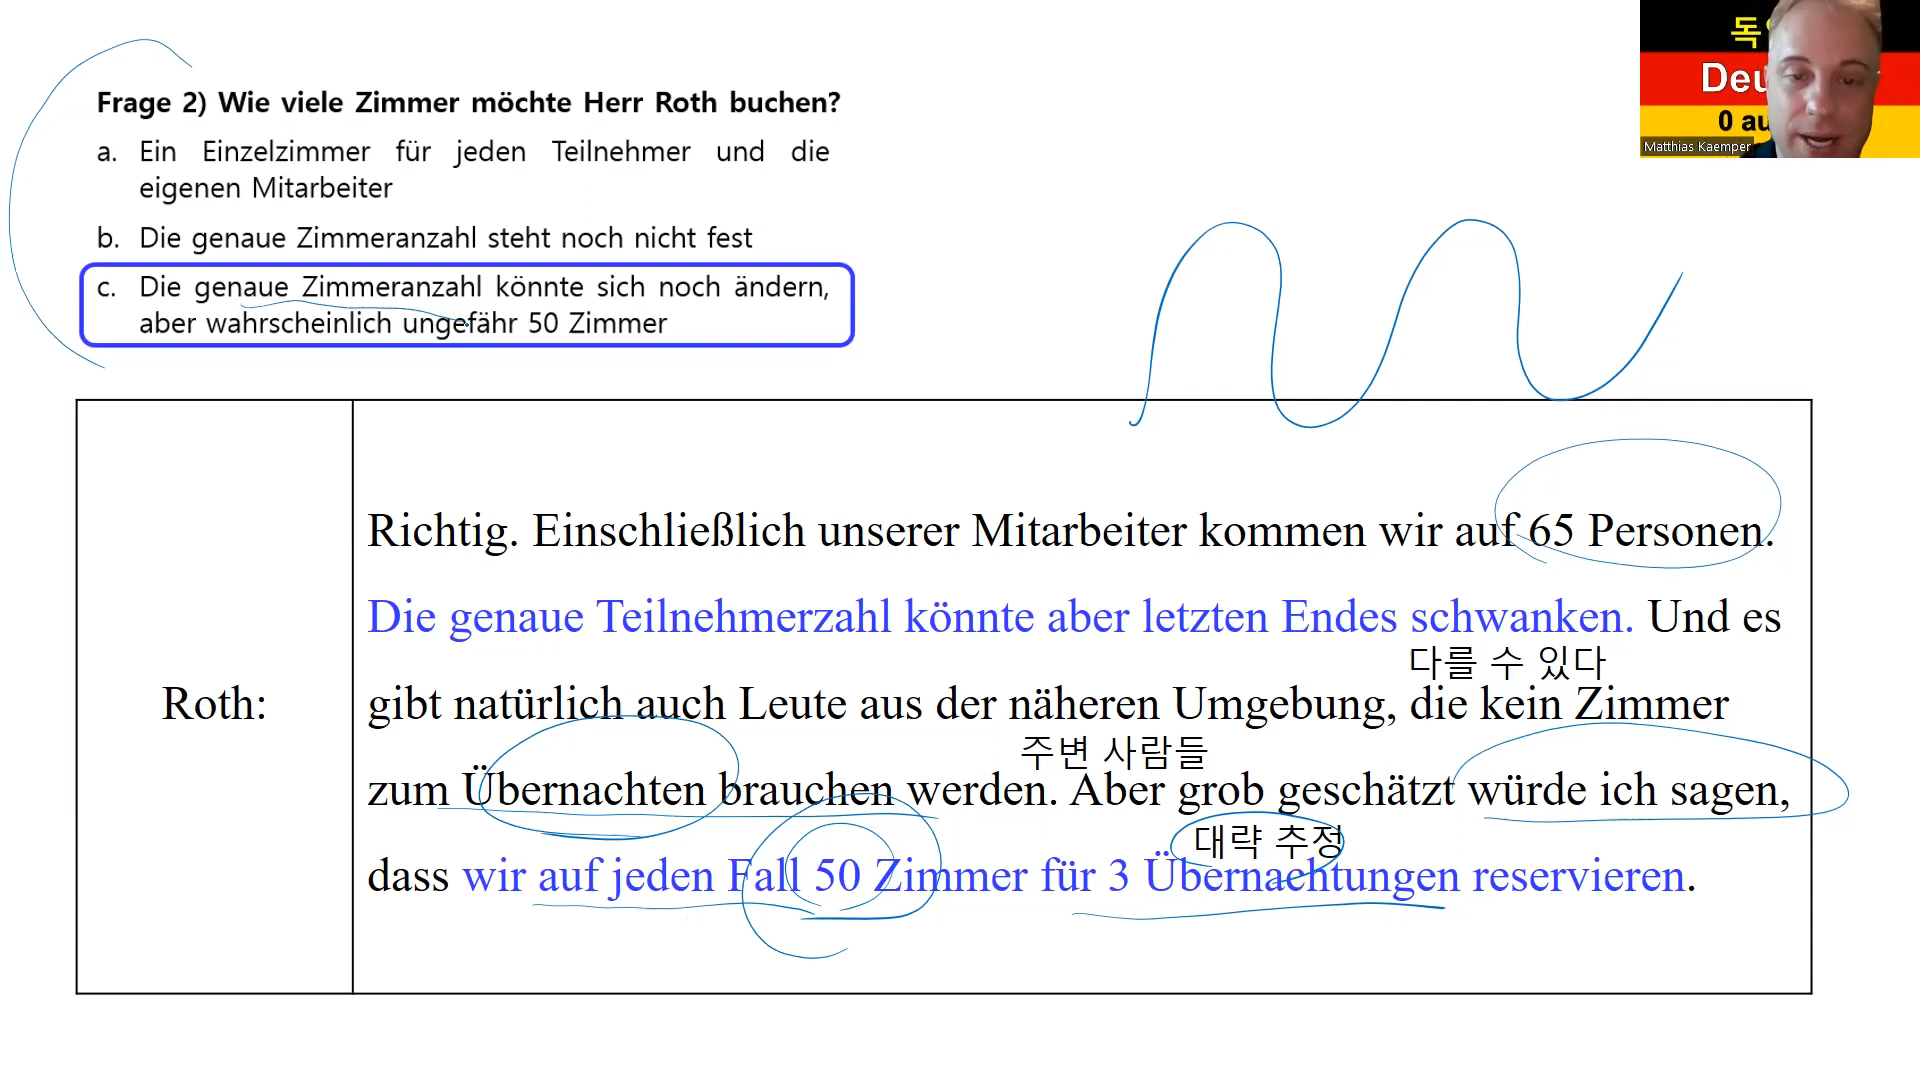 Frage 2) Wie viele Zimmer möchte Herr Roth buchen?
a. Ein Einzelzimmer für jeden Teilnehmer und die
eigenen Mitarbeiter
b. Die genaue Zimmeranzahl steht noch nicht fest
c. Die genaue Zimmeranzahl könnte sich noch ändern,
aber wahrscheinlich ungefähr 50 Zimmer
독
Deu
0 au
Matthias Kaemper
Roth:
Richtig. Einschließlich unserer Mitarbeiter kommen wir auf 65 Personen.
Die genaue Teilnehmerzahl könnte aber letzten Endes schwanken. Und es
다를 수 있다
gibt natürlich auch Leute aus der näheren Umgebung, die kein Zimmer
주변 사람들
zum Übernachten brauchen werden. Aber grob geschätzt würde ich sagen,
대략 추정
dass wir auf jeden Fall 50 Zimmer für 3 Übernachtungen reservieren.